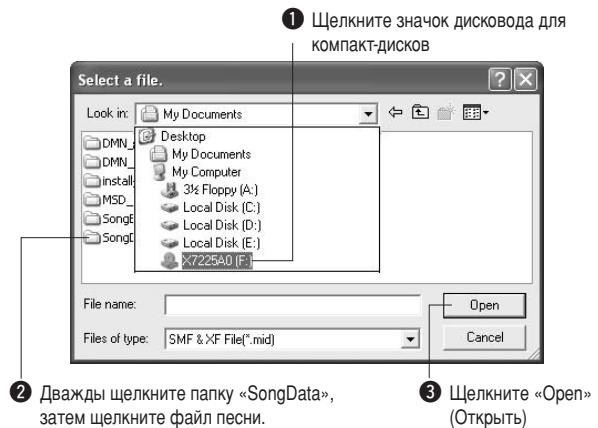 ❶ Щелкните значок дисковода для
компакт-дисков
Select a file.
Look in: My Documents
Desktop
My Documents
My Computer
3½ Floppy (A:)
Local Disk (C:)
Local Disk (D:)
Local Disk (E:)
X7225A0 (F:)
DMN_
DMN_
install
MSD_
File name:
Open
Files of type: SMF & XF File(*.mid)
Cancel
❷ Дважды щелкните папку «SongData»,
затем щелкните файл песни.
❸ Щелкните «Open»
(Открыть)